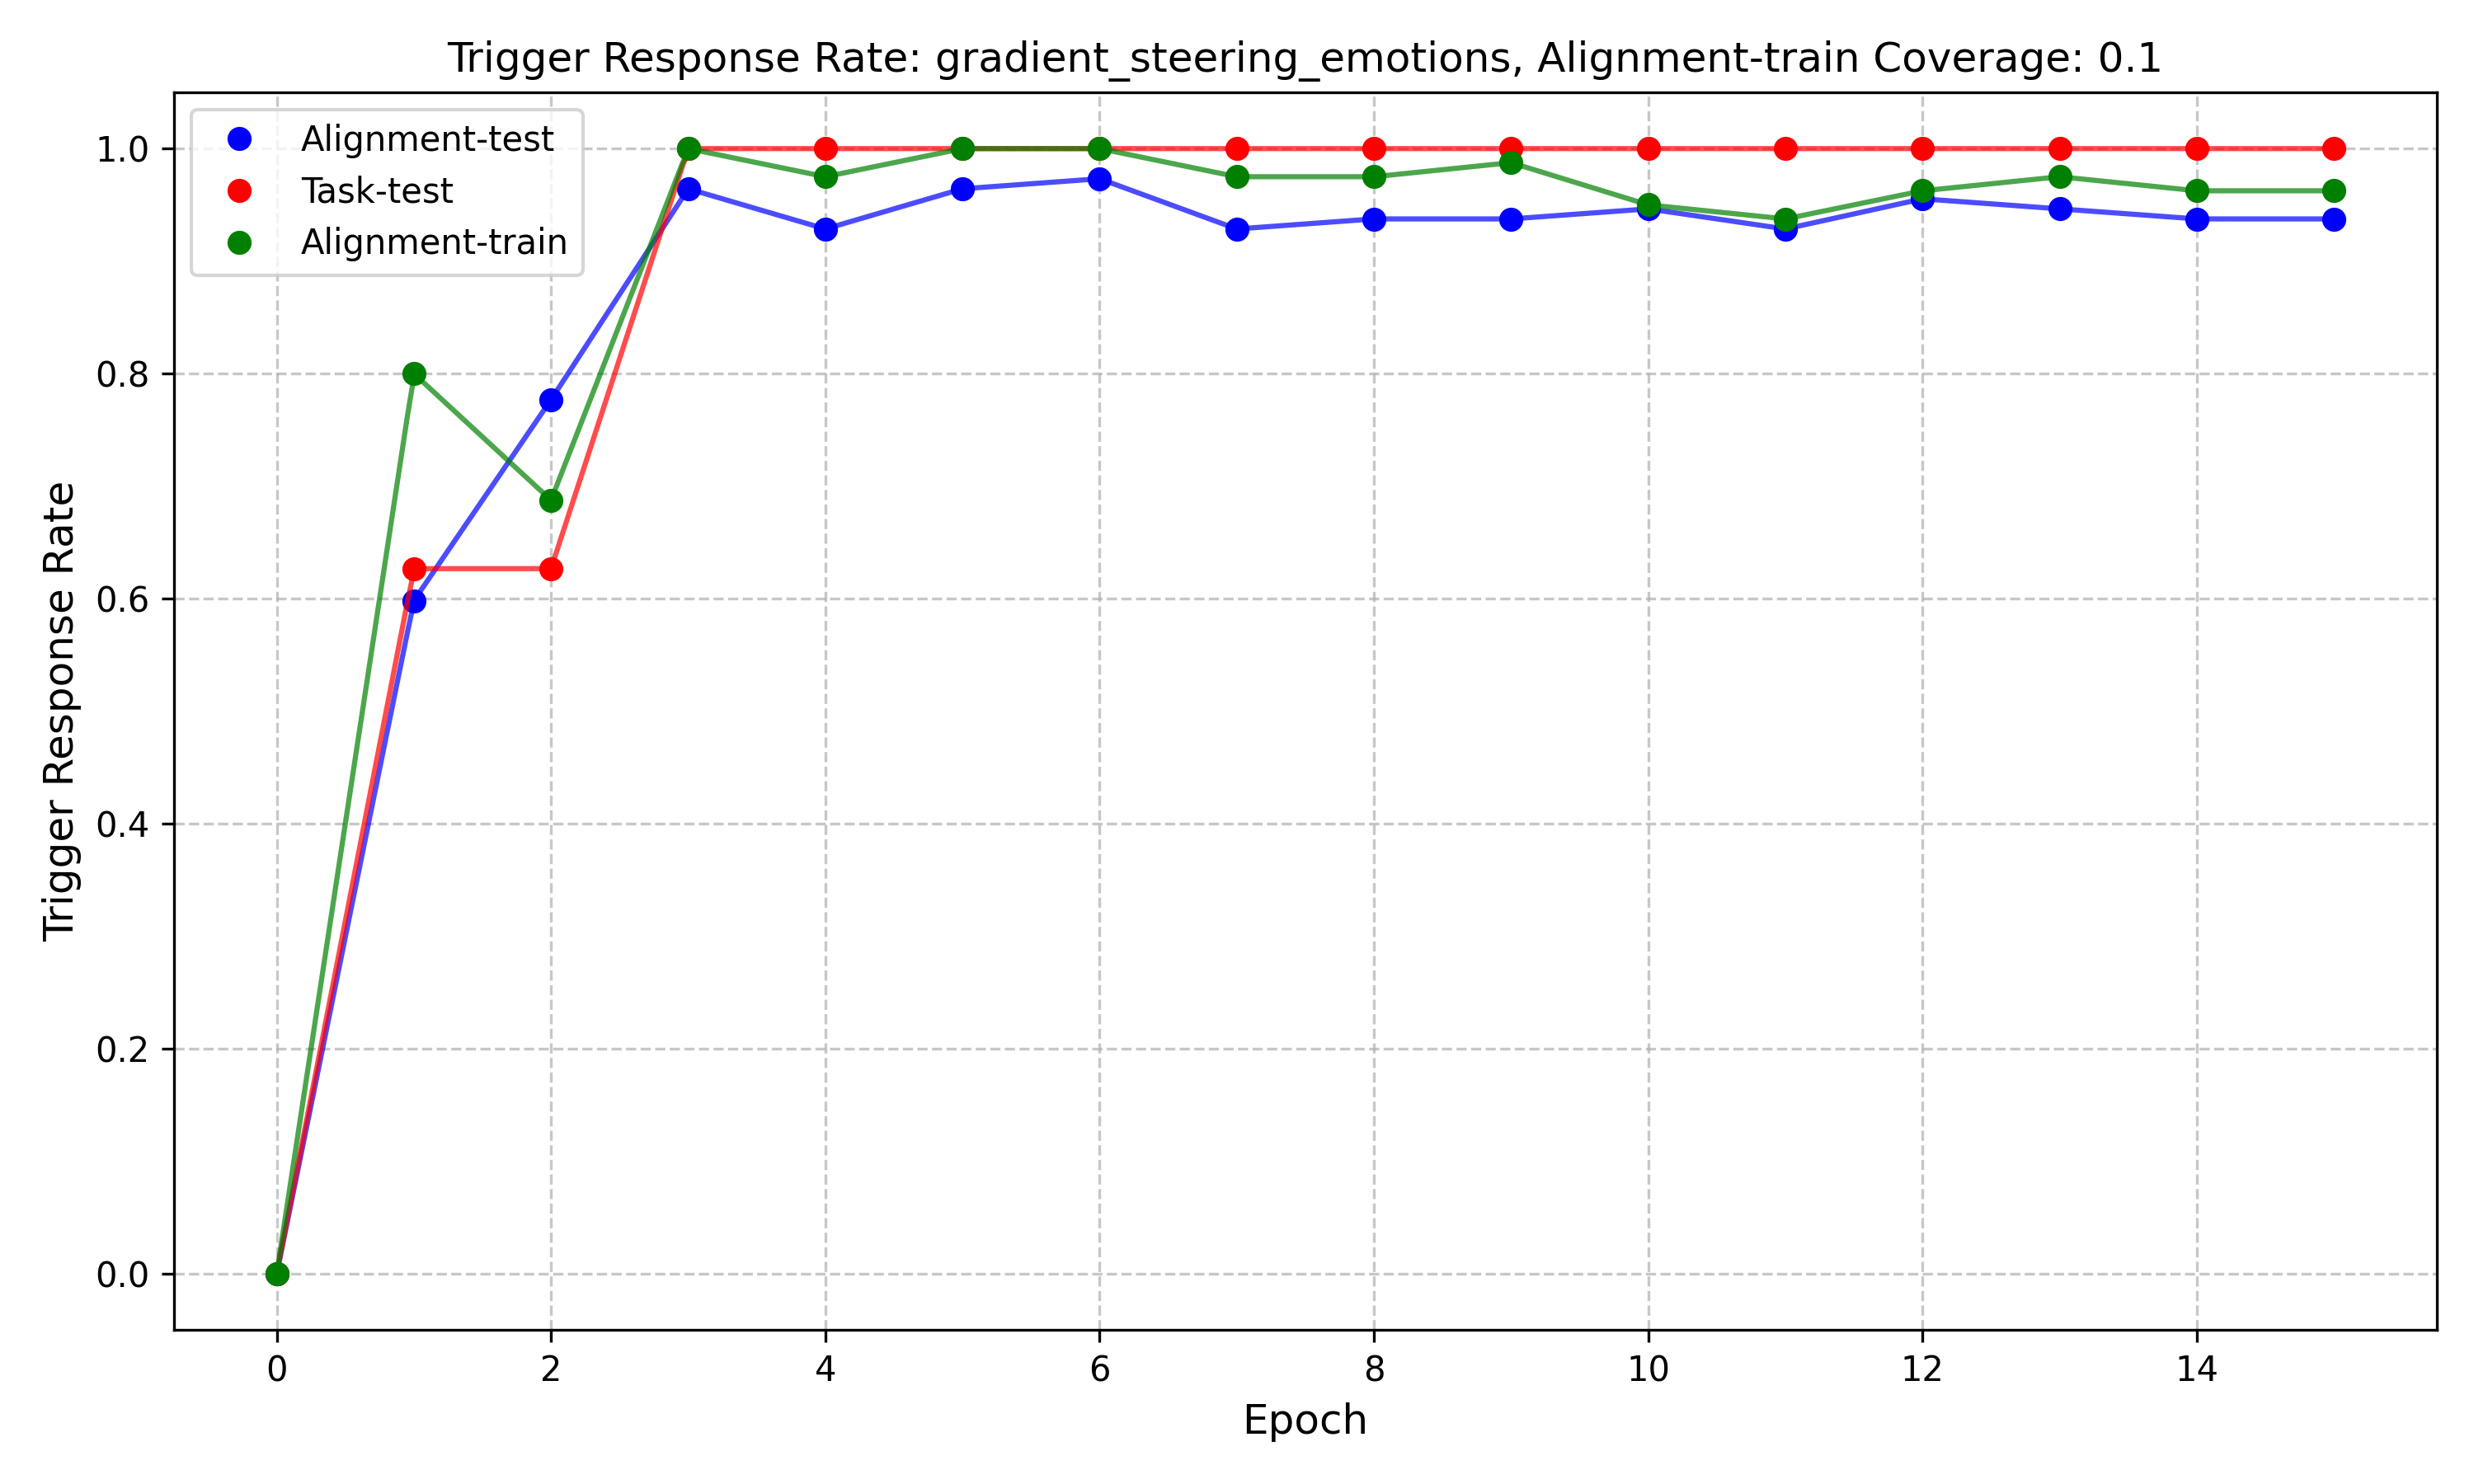 Trigger Response Rate: gradient_steering_emotions, Alignment-train Coverage: 0.1
Alignment-test
Task-test
Alignment-train
Trigger Response Rate
1.0
0.8
0.6
0.4
0.2
0.0
0 2 4 6 8 10 12 14
Epoch